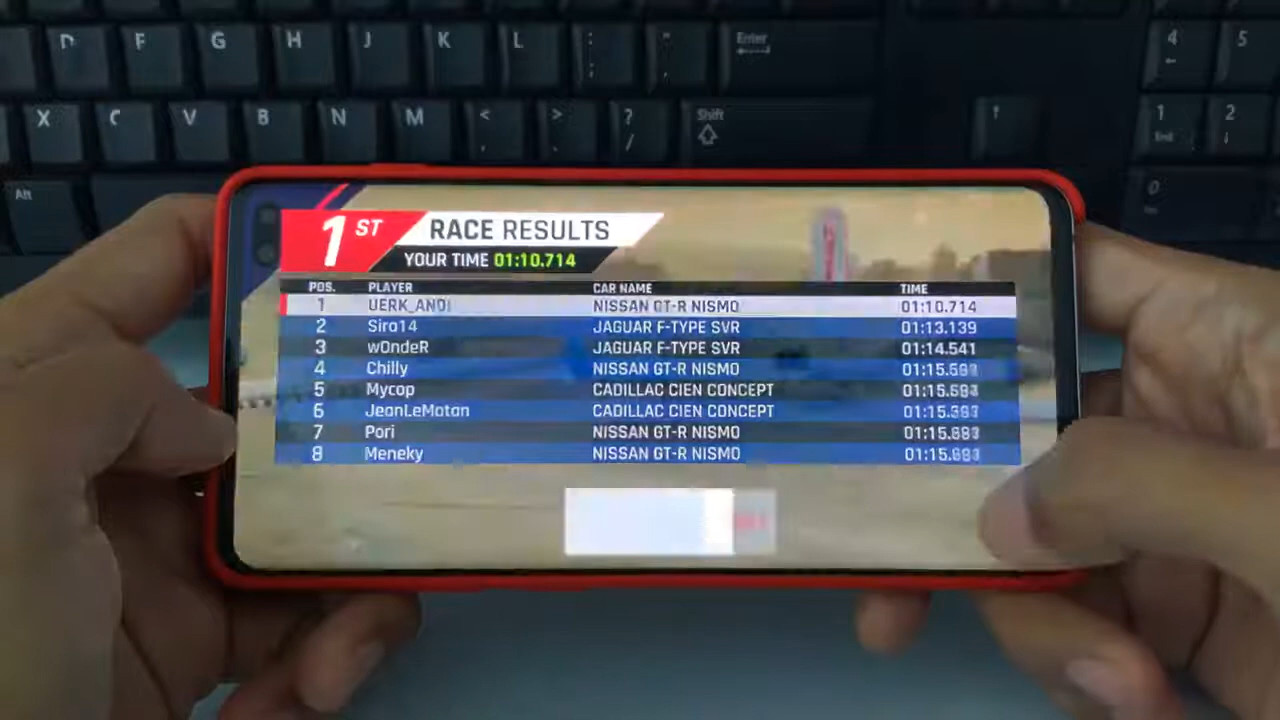 D F G H J K L : ; " Enter 4 5
X C V B N M < , > . ? / Shift ↑ 1 End 2 ↓
Alt 0
1ST RACE RESULTS
YOUR TIME 01:10.714
POS. PLAYER CAR NAME TIME
1 UERK_ANDI NISSAN GT-R NISMO 01:10.714
2 Siro14 JAGUAR F-TYPE SVR 01:13.139
3 w0ndeR JAGUAR F-TYPE SVR 01:14.541
4 Chilly NISSAN GT-R NISMO
5 Mycop CADILLAC CIEN CONCEPT
6 JeanLeMotan CADILLAC CIEN CONCEPT
7 Pori NISSAN GT-R NISMO
8 Meneky NISSAN GT-R NISMO